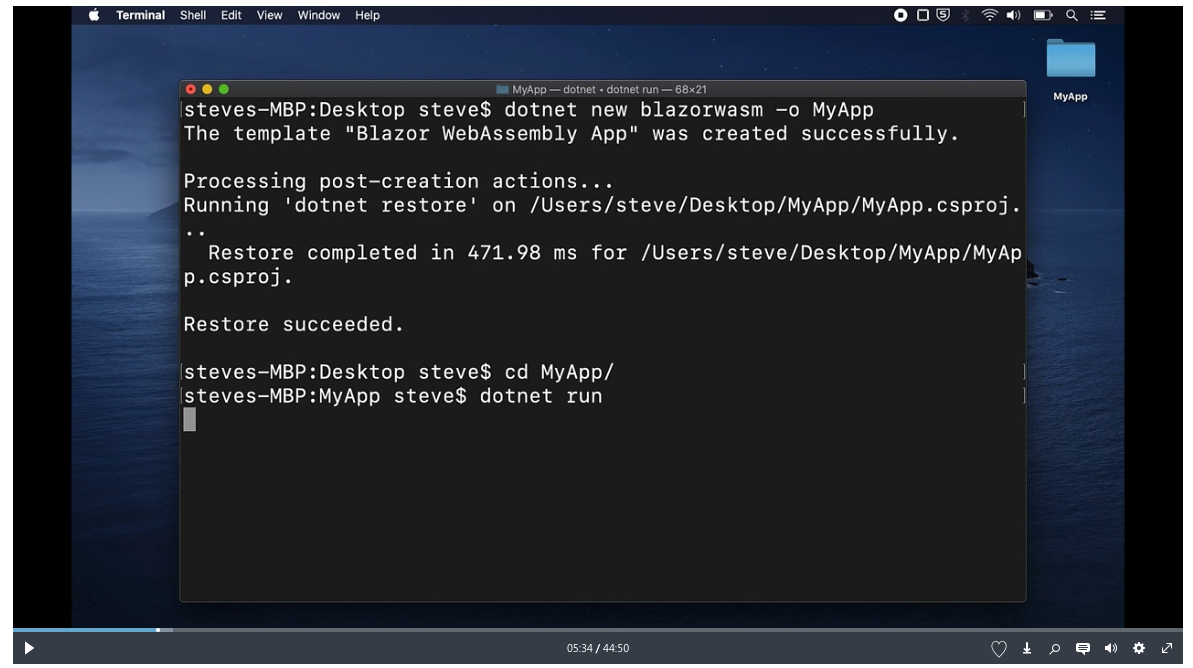 Terminal Shell Edit View Window Help
MyApp
MyApp — dotnet • dotnet run — 68×21
steves-MBP:Desktop steve$ dotnet new blazorwasm -o MyApp
The template "Blazor WebAssembly App" was created successfully.
Processing post-creation actions...
Running 'dotnet restore' on /Users/steve/Desktop/MyApp/MyApp.csproj.
..
Restore completed in 471.98 ms for /Users/steve/Desktop/MyApp/MyAp
p.csproj.
Restore succeeded.
steves-MBP:Desktop steve$ cd MyApp/
steves-MBP:MyApp steve$ dotnet run
05:34 / 44:50